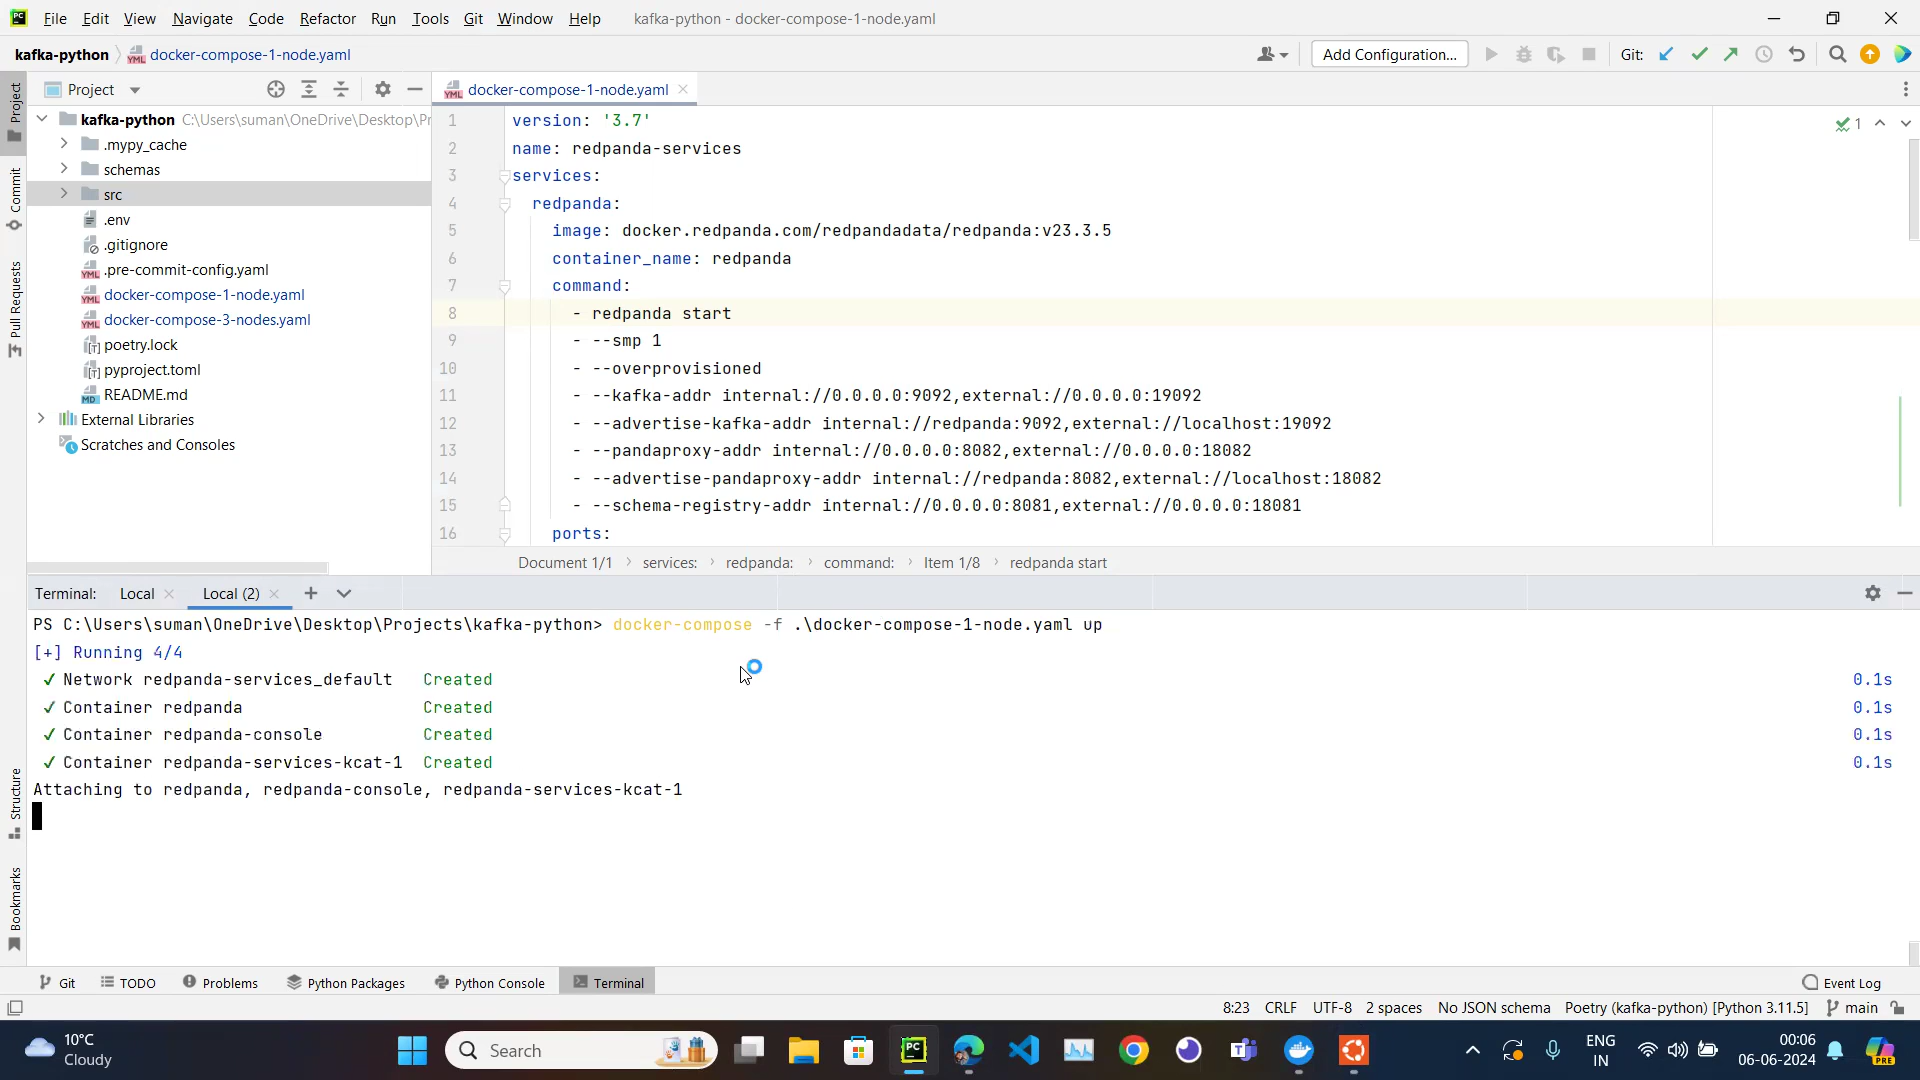 PC File Edit View Navigate Code Refactor Run Tools Git Window Help kafka-python - docker-compose-1-node.yaml
kafka-python docker-compose-1-node.yaml Add Configuration... Git:
Project
docker-compose-1-node.yaml
Project
Commit
Pull Requests
Structure
Bookmarks
kafka-python C:\Users\suman\OneDrive\Desktop\Pr
.mypy_cache
schemas
src
.env
.gitignore
.pre-commit-config.yaml
docker-compose-1-node.yaml
docker-compose-3-nodes.yaml
poetry.lock
pyproject.toml
README.md
External Libraries
Scratches and Consoles
1 version: '3.7'
2 name: redpanda-services
3 services:
4 redpanda:
5 image: docker.redpanda.com/redpandadata/redpanda:v23.3.5
6 container_name: redpanda
7 command:
8 - redpanda start
9 - --smp 1
10 - --overprovisioned
11 - --kafka-addr internal://0.0.0.0:9092,external://0.0.0.0:19092
12 - --advertise-kafka-addr internal://redpanda:9092,external://localhost:19092
13 - --pandaproxy-addr internal://0.0.0.0:8082,external://0.0.0.0:18082
14 - --advertise-pandaproxy-addr internal://redpanda:8082,external://localhost:18082
15 - --schema-registry-addr internal://0.0.0.0:8081,external://0.0.0.0:18081
16 ports:
1
Document 1/1 › services: › redpanda: › command: › Item 1/8 › redpanda start
Terminal: Local Local (2)
PS C:\Users\suman\OneDrive\Desktop\Projects\kafka-python> docker-compose -f .\docker-compose-1-node.yaml up
[+] Running 4/4
✓ Network redpanda-services_default Created 0.1s
✓ Container redpanda Created 0.1s
✓ Container redpanda-console Created 0.1s
✓ Container redpanda-services-kcat-1 Created 0.1s
Attaching to redpanda, redpanda-console, redpanda-services-kcat-1
Git TODO Problems Python Packages Python Console Terminal Event Log
8:23 CRLF UTF-8 2 spaces No JSON schema Poetry (kafka-python) [Python 3.11.5] main
10°C
Cloudy
Search
PC
ENG
IN
00:06
06-06-2024
PRE